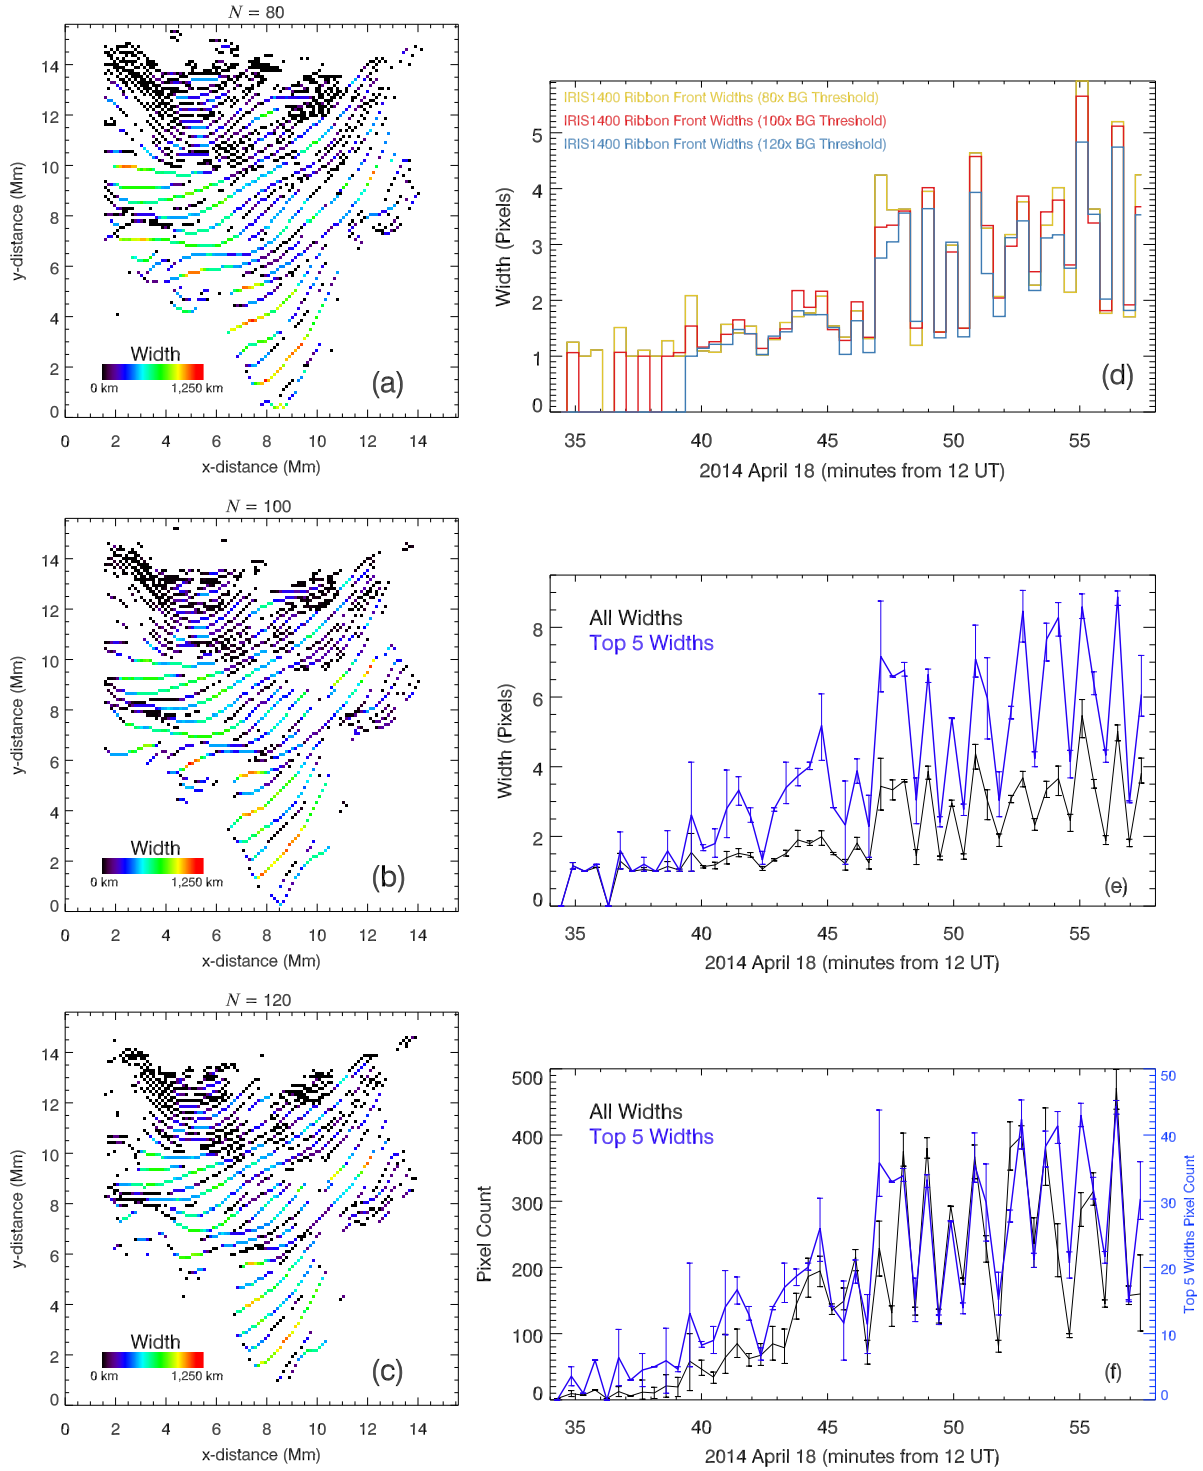 N = 80
y-distance (Mm)
14
12
10
8
6
4
2
0
Width
0 km
1,250 km
(a)
0 2 4 6 8 10 12 14
x-distance (Mm)
IRIS1400 Ribbon Front Widths (80x BG Threshold)
IRIS1400 Ribbon Front Widths (100x BG Threshold)
IRIS1400 Ribbon Front Widths (120x BG Threshold)
Width (Pixels)
5
4
3
2
1
0
(d)
35 40 45 50 55
2014 April 18 (minutes from 12 UT)
N = 100
y-distance (Mm)
14
12
10
8
6
4
2
0
Width
0 km
1,250 km
(b)
0 2 4 6 8 10 12 14
x-distance (Mm)
All Widths
Top 5 Widths
Width (Pixels)
8
6
4
2
0
(e)
35 40 45 50 55
2014 April 18 (minutes from 12 UT)
N = 120
y-distance (Mm)
14
12
10
8
6
4
2
0
Width
0 km
1,250 km
(c)
0 2 4 6 8 10 12 14
x-distance (Mm)
All Widths
Top 5 Widths
Pixel Count
500
400
300
200
100
0
50
40
30
20
10
0
Top 5 Widths Pixel Count
(f)
35 40 45 50 55
2014 April 18 (minutes from 12 UT)